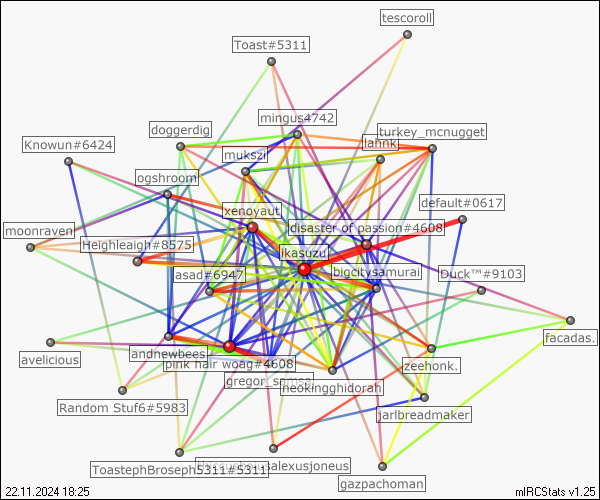 tescoroll
Toast#5311
mingus4742
doggerdig
turkey_mcnugget
Knowun#6424
lahnk
mukszi
ogshroom
default#0617
xenoyaut
disaster of passion#4608
moonraven
Heighleaigh#8575
ikasuzu
bigcitysamurai
Duck™#9103
asad#6947
facadas.
andnewbees
avelicious
pink hair woag#4608
zeehonk.
gregor_samsa
neokingghidorah
Random Stuf6#5983
jarlbreadmaker
ToastephBroseph5311#5311
alexusjoneus
gazpachoman
22.11.2024 18:25
mIRCStats v1.25